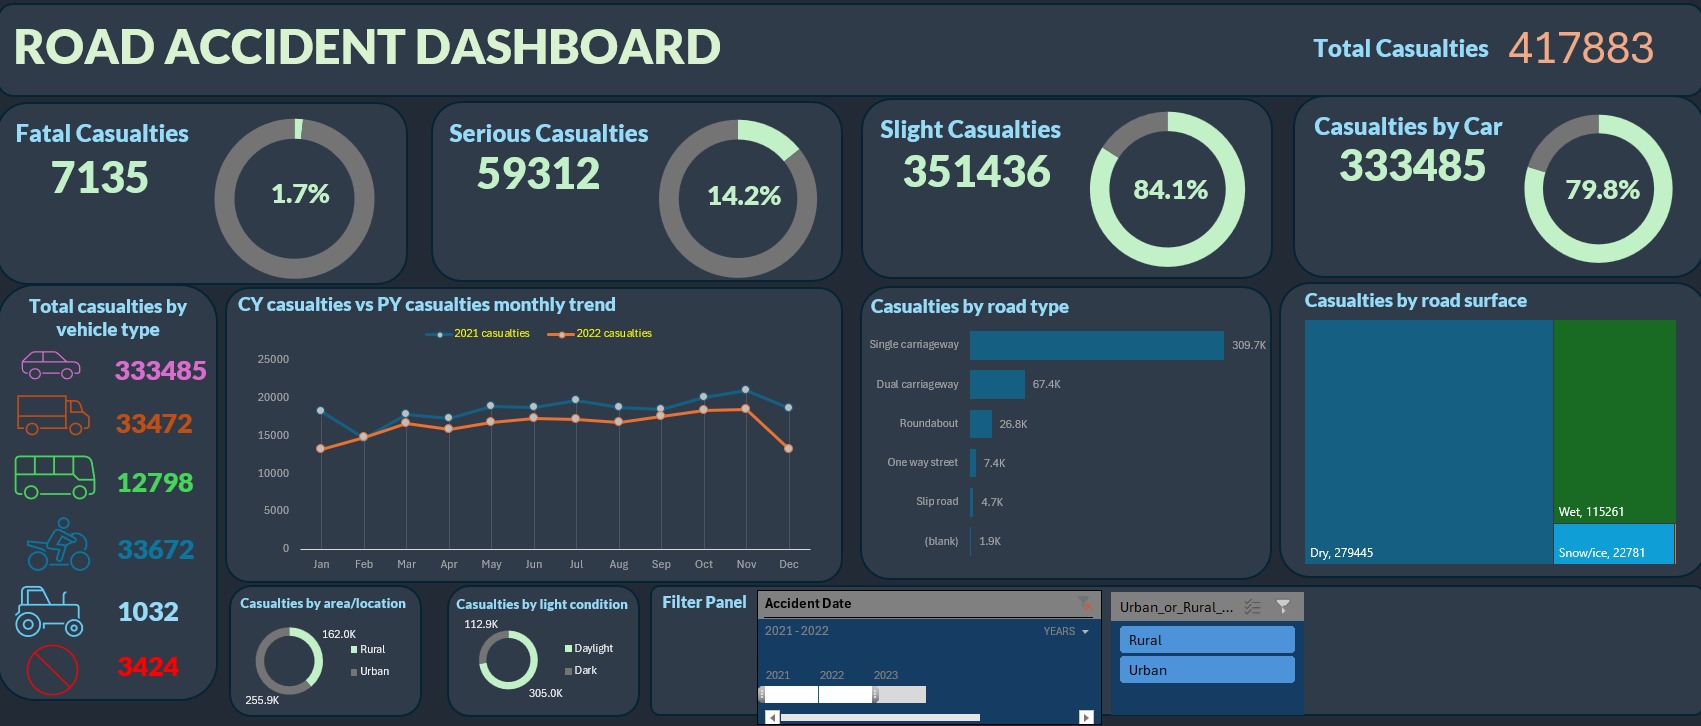 ROAD ACCIDENT DASHBOARD
Total Casualties 417883
Fatal Casualties
7135
1.7%
Serious Casualties
59312
14.2%
Slight Casualties
351436
84.1%
Casualties by Car
333485
79.8%
Total casualties by
vehicle type
333485
33472
12798
33672
1032
3424
CY casualties vs PY casualties monthly trend
2021 casualties 2022 casualties
25000
20000
15000
10000
5000
0
Jan Feb Mar Apr May Jun Jul Aug Sep Oct Nov Dec
Casualties by road type
Single carriageway 309.7K
Dual carriageway 67.4K
Roundabout 26.8K
One way street 7.4K
Slip road 4.7K
(blank) 1.9K
Casualties by road surface
Dry, 279445
Wet, 115261
Snow/ice, 22781
Casualties by area/location
162.0K
Rural
Urban
255.9K
Casualties by light condition
112.9K
Daylight
Dark
305.0K
Filter Panel
Accident Date
2021 - 2022 YEARS
2021 2022 2023
Urban_or_Rural_...
Rural
Urban